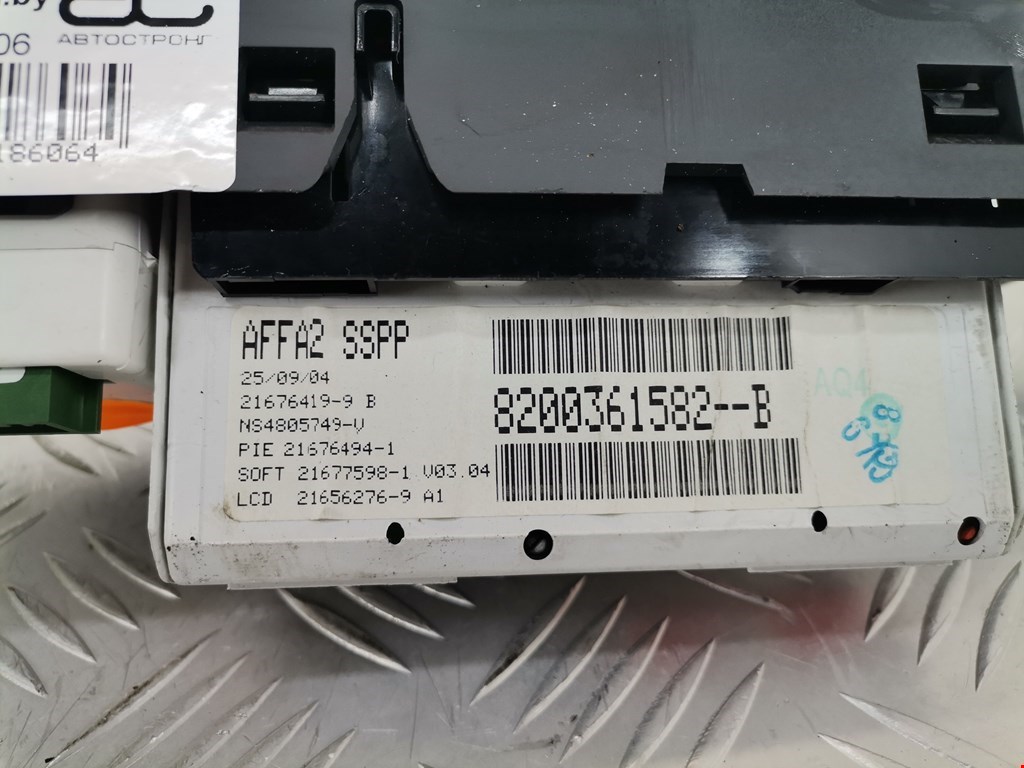 .by
06
АВТОСТРОНГ
186064
AFFA2 SSPP
25/09/04
21676419-9 B
NS4805749-V
PIE 21676494-1
SOFT 21677598-1 V03.04
LCD 21656276-9 A1
8200361582--B
AQ4